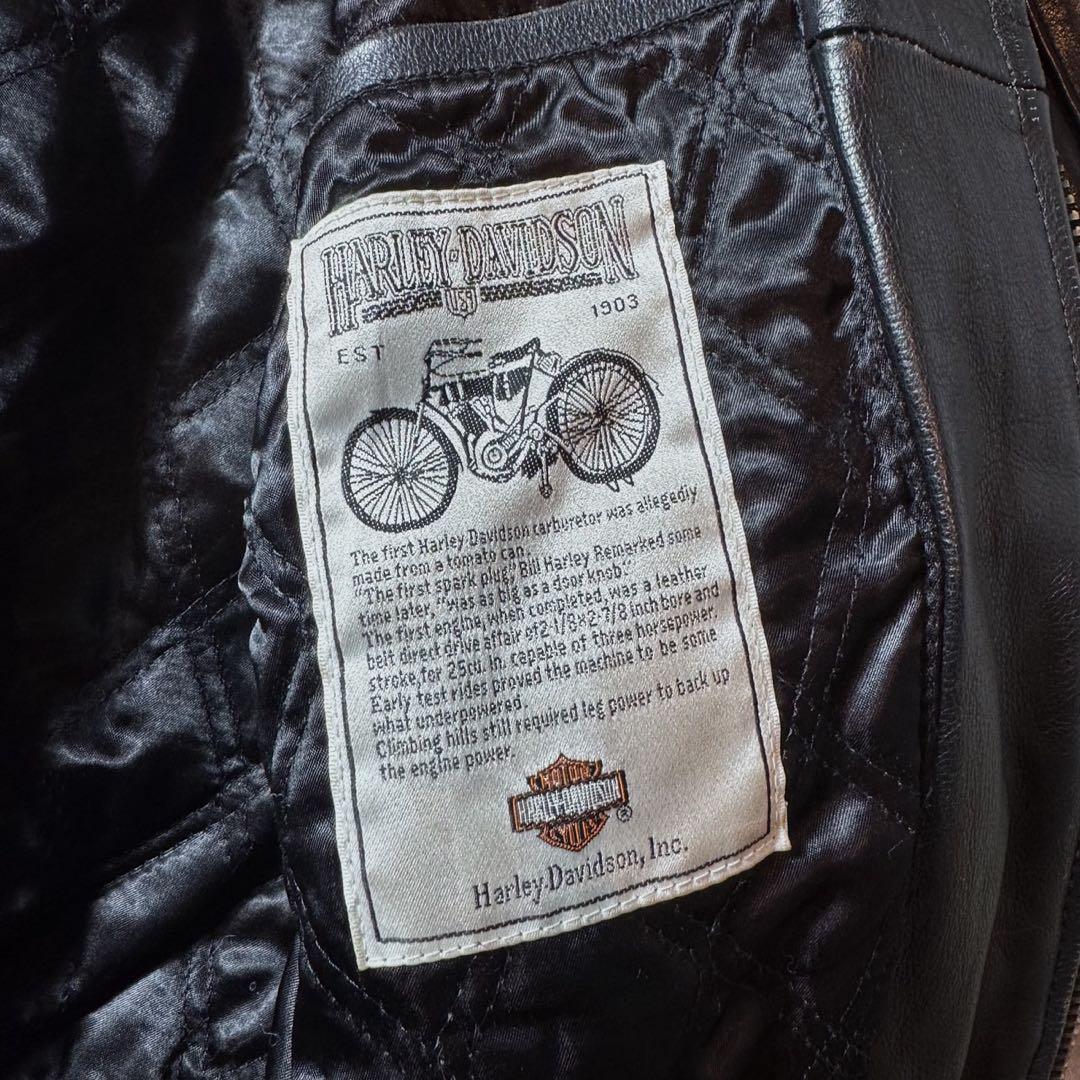 HARLEY-DAVIDSON
EST 1903
The first Harley Davidson carburetor was allegedly
made from a tomato can.
"The first spark plug," Bill Harley Remarked some
time later, "was as big as a door knob"
The first engine, when completed, was a leather
belt direct drive affair of 2 1/8×2-7/8 inch bore and
stroke, for 25cu. in. capable of three horsepower.
Early test rides proved the machine to be some
what underpowered.
Climbing hills still required leg power to back up
the engine power.
MOTOR
HARLEY-DAVIDSON
CYCLES
®
Harley-Davidson, Inc.